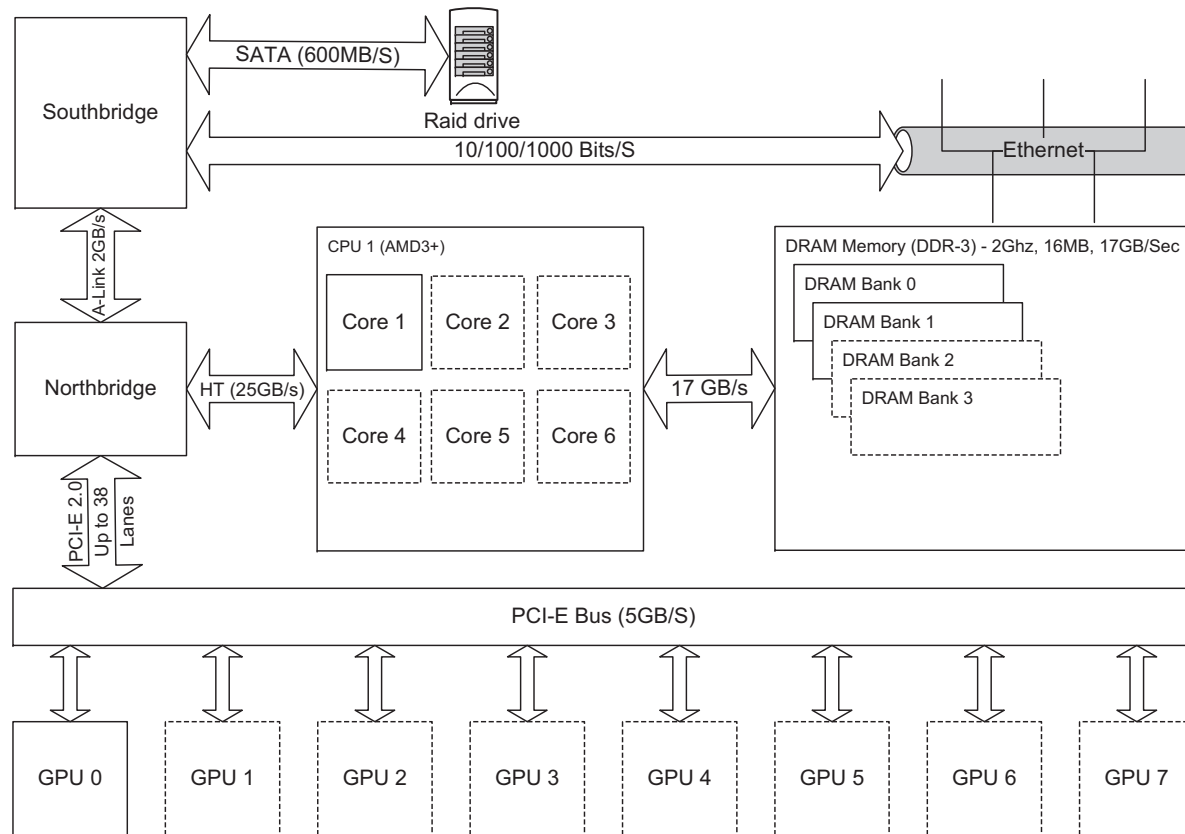 SATA (600MB/S)
Southbridge
Raid drive
10/100/1000 Bits/S
Ethernet
A-Link 2GB/s
CPU 1 (AMD3+)
DRAM Memory (DDR-3) - 2Ghz, 16MB, 17GB/Sec
DRAM Bank 0
Core 1
Core 2
Core 3
DRAM Bank 1
DRAM Bank 2
DRAM Bank 3
Northbridge
HT (25GB/s)
17 GB/s
Core 4
Core 5
Core 6
PCI-E 2.0
Up to 38
Lanes
PCI-E Bus (5GB/S)
GPU 0
GPU 1
GPU 2
GPU 3
GPU 4
GPU 5
GPU 6
GPU 7